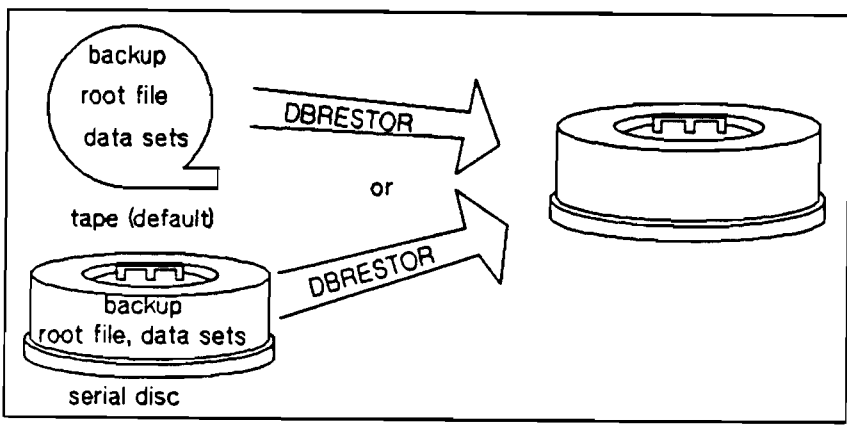 backup
root file
data sets
DBRESTOR
or
tape (default)
DBRESTOR
backup
root file, data sets
serial disc